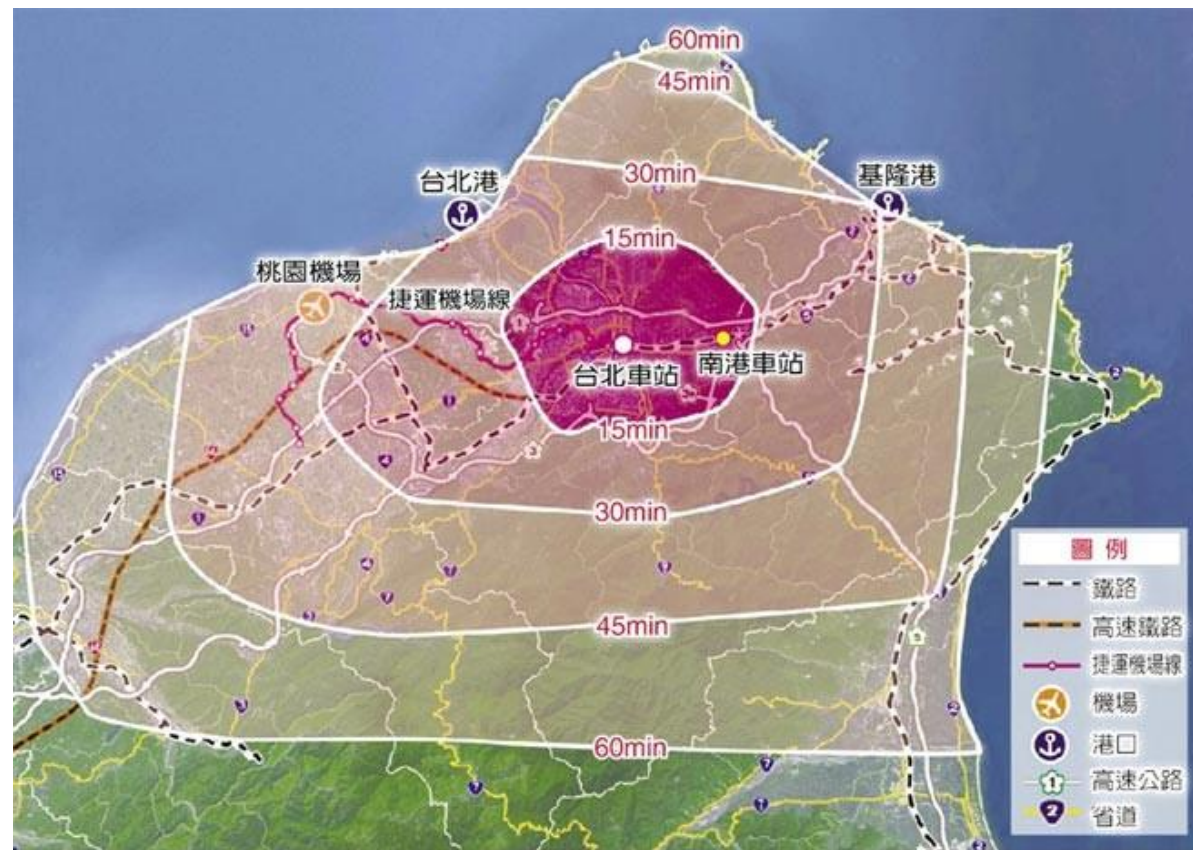 60min
45min
30min
基隆港
台北港
15min
桃園機場
捷運機場線
台北車站
南港車站
15min
30min
45min
60min
圖例
鐵路
高速鐵路
捷運機場線
機場
港口
1
高速公路
2
省道